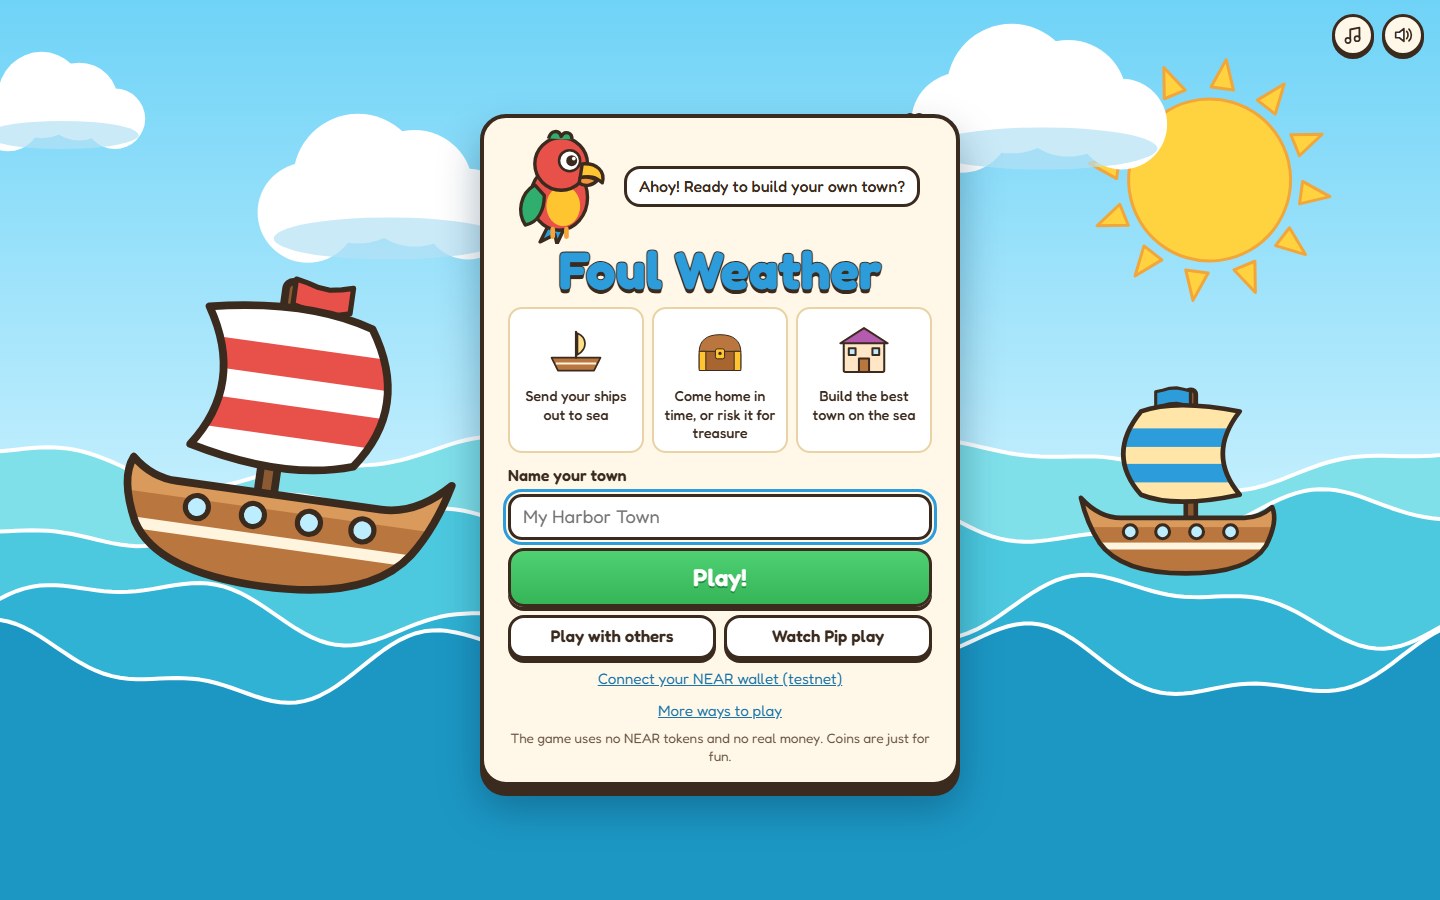 Ahoy! Ready to build your own town?
Foul Weather
Send your ships
out to sea
Come home in
time, or risk it for
treasure
Build the best
town on the sea
Name your town
My Harbor Town
Play!
Play with others
Watch Pip play
Connect your NEAR wallet (testnet)
More ways to play
The game uses no NEAR tokens and no real money. Coins are just for
fun.